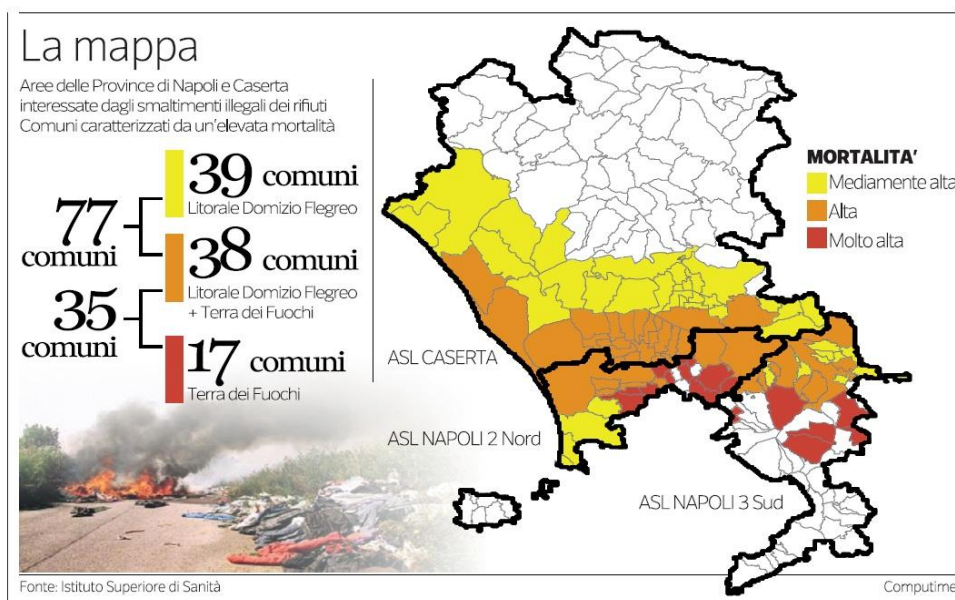 La mappa
Aree delle Province di Napoli e Caserta
interessate dagli smaltimenti illegali dei rifiuti
Comuni caratterizzati da un'elevata mortalità
77
comuni
35
comuni
39 comuni
Litorale Domizio Flegreo
38 comuni
Litorale Domizio Flegreo
+ Terra dei Fuochi
17 comuni
Terra dei Fuochi
MORTALITA'
Mediamente alta
Alta
Molto alta
ASL CASERTA
ASL NAPOLI 2 Nord
ASL NAPOLI 3 Sud
Fonte: Istituto Superiore di Sanità
Computime